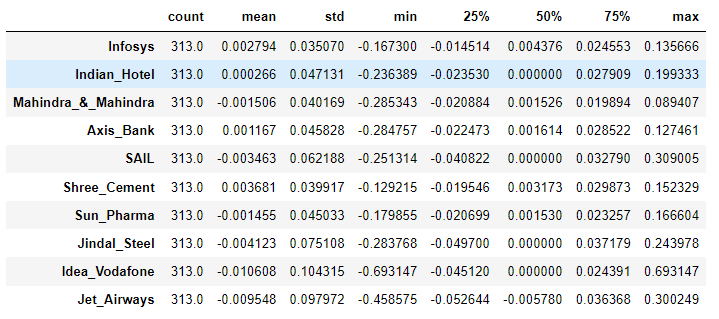 count mean std min 25% 50% 75% max
Infosys 313.0 0.002794 0.035070 -0.167300 -0.014514 0.004376 0.024553 0.135666
Indian_Hotel 313.0 0.000266 0.047131 -0.236389 -0.023530 0.000000 0.027909 0.199333
Mahindra_&_Mahindra 313.0 -0.001506 0.040169 -0.285343 -0.020884 0.001526 0.019894 0.089407
Axis_Bank 313.0 0.001167 0.045828 -0.284757 -0.022473 0.001614 0.028522 0.127461
SAIL 313.0 -0.003463 0.062188 -0.251314 -0.040822 0.000000 0.032790 0.309005
Shree_Cement 313.0 0.003681 0.039917 -0.129215 -0.019546 0.003173 0.029873 0.152329
Sun_Pharma 313.0 -0.001455 0.045033 -0.179855 -0.020699 0.001530 0.023257 0.166604
Jindal_Steel 313.0 -0.004123 0.075108 -0.283768 -0.049700 0.000000 0.037179 0.243978
Idea_Vodafone 313.0 -0.010608 0.104315 -0.693147 -0.045120 0.000000 0.024391 0.693147
Jet_Airways 313.0 -0.009548 0.097972 -0.458575 -0.052644 -0.005780 0.036368 0.300249